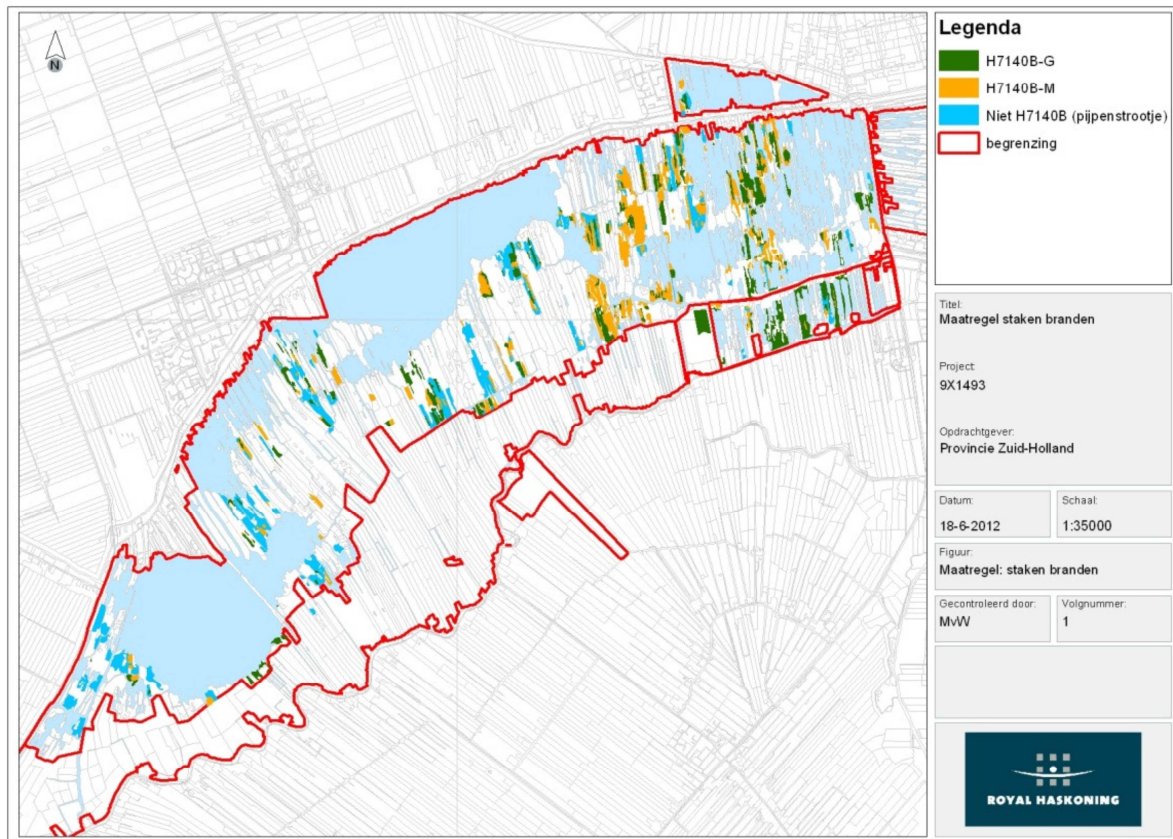 N
Legenda
H7140B-G
H7140B-M
Niet H7140B (pijpenstrootje)
begrenzing
Titel:
Maatregel staken branden
Project:
9X1493
Opdrachtgever:
Provincie Zuid-Holland
Datum:
18-6-2012
Schaal:
1:35000
Figuur:
Maatregel: staken branden
Gecontroleerd door:
MvW
Volgnummer:
1
ROYAL HASKONING